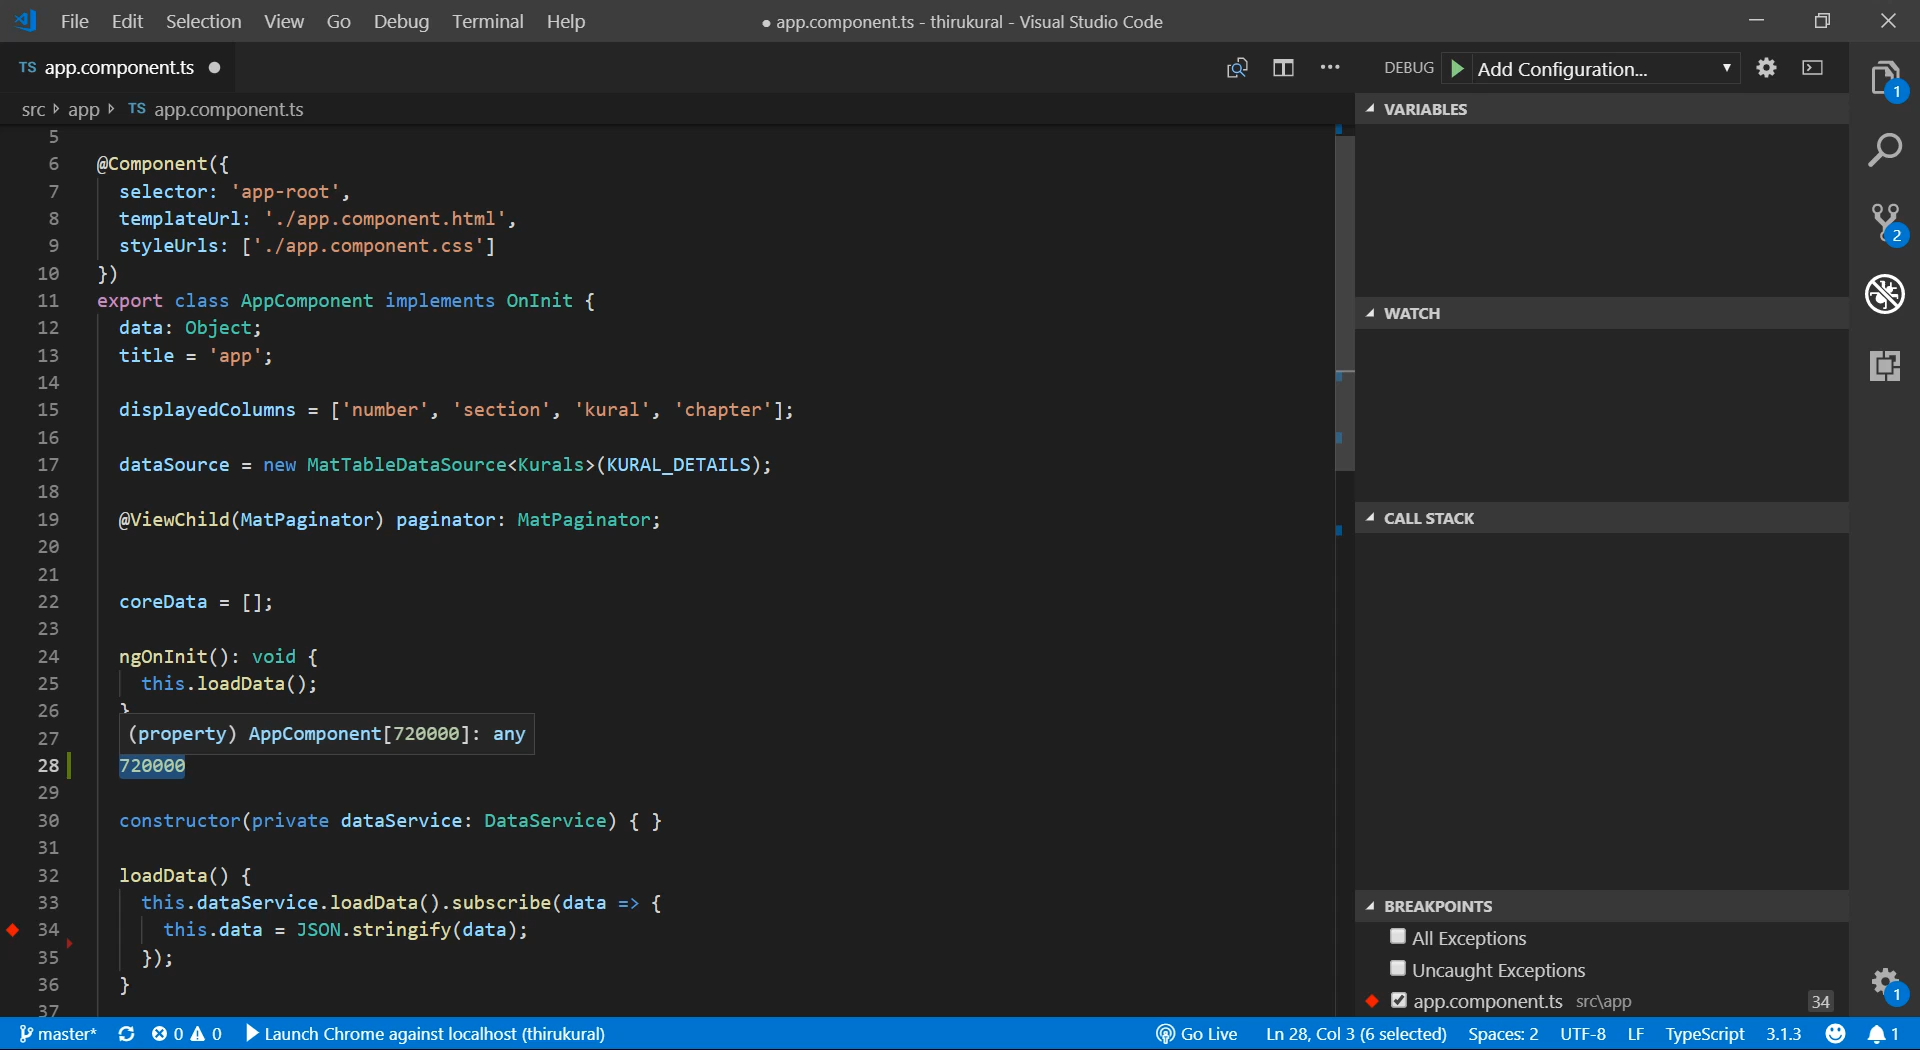 File Edit Selection View Go Debug Terminal Help
● app.component.ts - thirukural - Visual Studio Code
TS app.component.ts ●
DEBUG Add Configuration...
src app TS app.component.ts
5
6 @Component({
7 selector: 'app-root',
8 templateUrl: './app.component.html',
9 styleUrls: ['./app.component.css']
10 })
11 export class AppComponent implements OnInit {
12 data: Object;
13 title = 'app';
14
15 displayedColumns = ['number', 'section', 'kural', 'chapter'];
16
17 dataSource = new MatTableDataSource<Kurals>(KURAL_DETAILS);
18
19 @ViewChild(MatPaginator) paginator: MatPaginator;
20
21
22 coreData = [];
23
24 ngOnInit(): void {
25 this.loadData();
26 }
27 (property) AppComponent[720000]: any
28 720000
29
30 constructor(private dataService: DataService) { }
31
32 loadData() {
33 this.dataService.loadData().subscribe(data => {
34 this.data = JSON.stringify(data);
35 });
36 }
37
VARIABLES
WATCH
CALL STACK
BREAKPOINTS
All Exceptions
Uncaught Exceptions
app.component.ts src\app 34
1
2
1
master* 0 0 Launch Chrome against localhost (thirukural)
Go Live Ln 28, Col 3 (6 selected) Spaces: 2 UTF-8 LF TypeScript 3.1.3 1